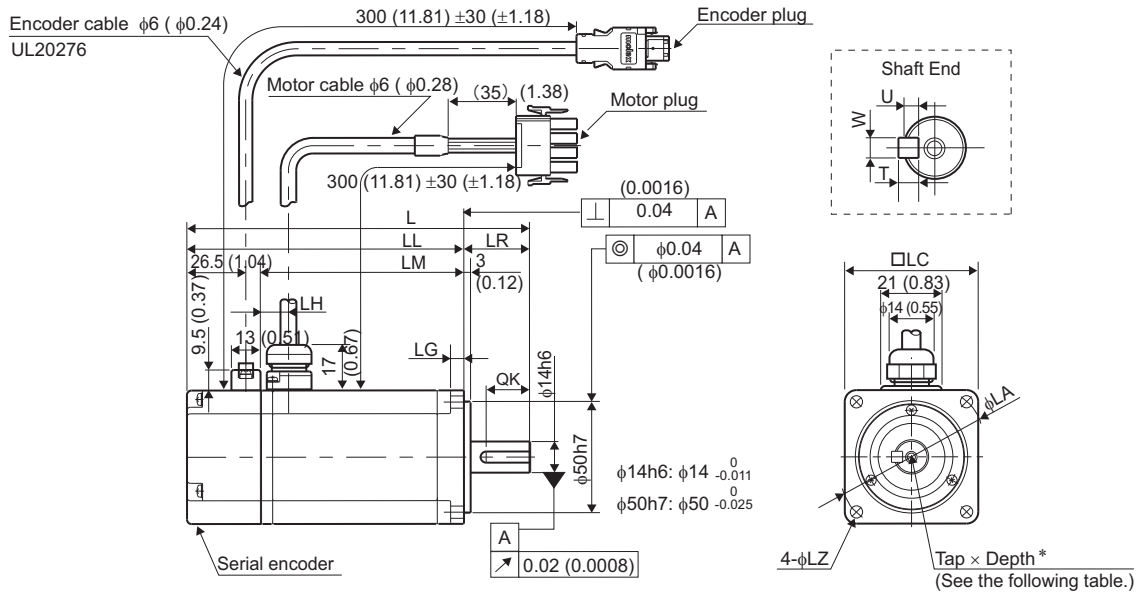 Encoder cable ϕ6 ( ϕ0.24)
UL20276
300 (11.81) ±30 (±1.18)
Encoder plug
Motor cable ϕ6 ( ϕ0.28)
(35) (1.38)
Motor plug
300 (11.81) ±30 (±1.18)
Shaft End
U
W
T
(0.0016)
⊥ 0.04 A
L
LL
LR
◎ ϕ0.04 A
( ϕ0.0016)
26.5 (1.04)
LM
3
(0.12)
□LC
21 (0.83)
ϕ14 (0.55)
9.5 (0.37)
LH
13 (0.51)
17
(0.67)
LG
QK
ϕ14h6
ϕ50h7
ϕLA
ϕ14h6: ϕ14 0 -0.011
ϕ50h7: ϕ50 0 -0.025
A
↗ 0.02 (0.0008)
Serial encoder
4-ϕLZ
Tap × Depth *
(See the following table.)